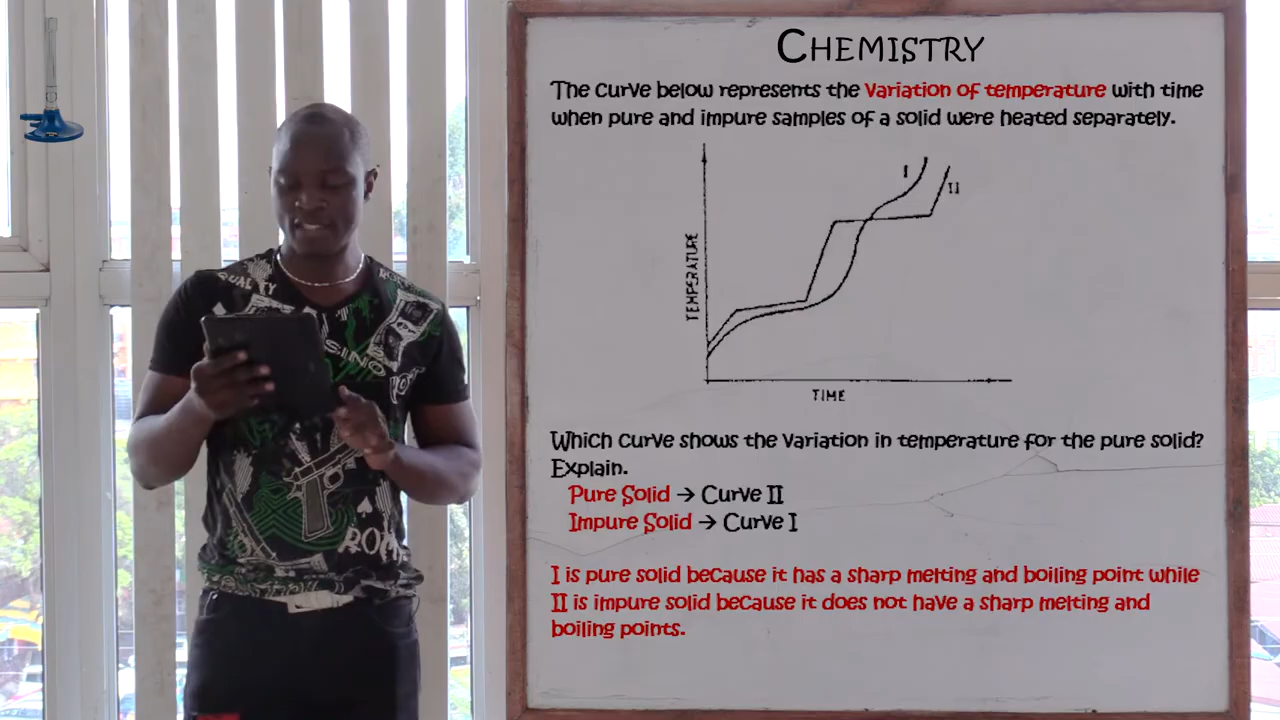 CHEMISTRY
The curve below represents the variation of temperature with time
when pure and impure samples of a solid were heated separately.
I
II
TEMPERATURE
TIME
Which curve shows the variation in temperature for the pure solid?
Explain.
Pure Solid → Curve II
Impure Solid → Curve I
I is pure solid because it has a sharp melting and boiling point while
II is impure solid because it does not have a sharp melting and
boiling points.
QUALITY
SINO
ROM